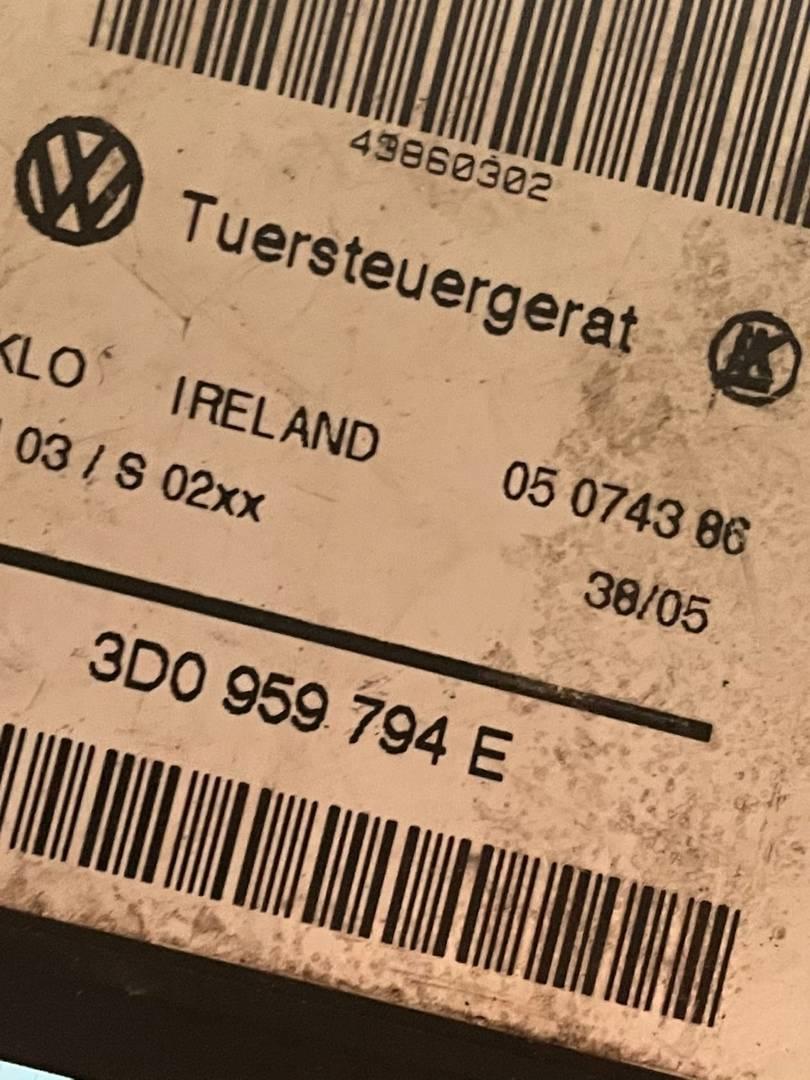 43860302
Tuersteuergerat
KLO IRELAND
03 / S 02xx
05 0743 86
38/05
3D0 959 794 E